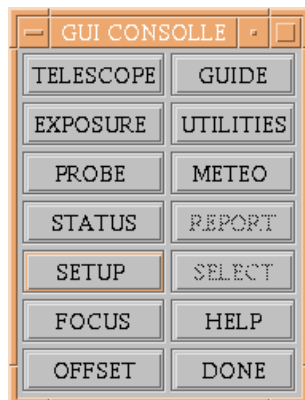 GUI CONSOLLE
TELESCOPE GUIDE
EXPOSURE UTILITIES
PROBE METEO
STATUS REPORT
SETUP SELECT
FOCUS HELP
OFFSET DONE